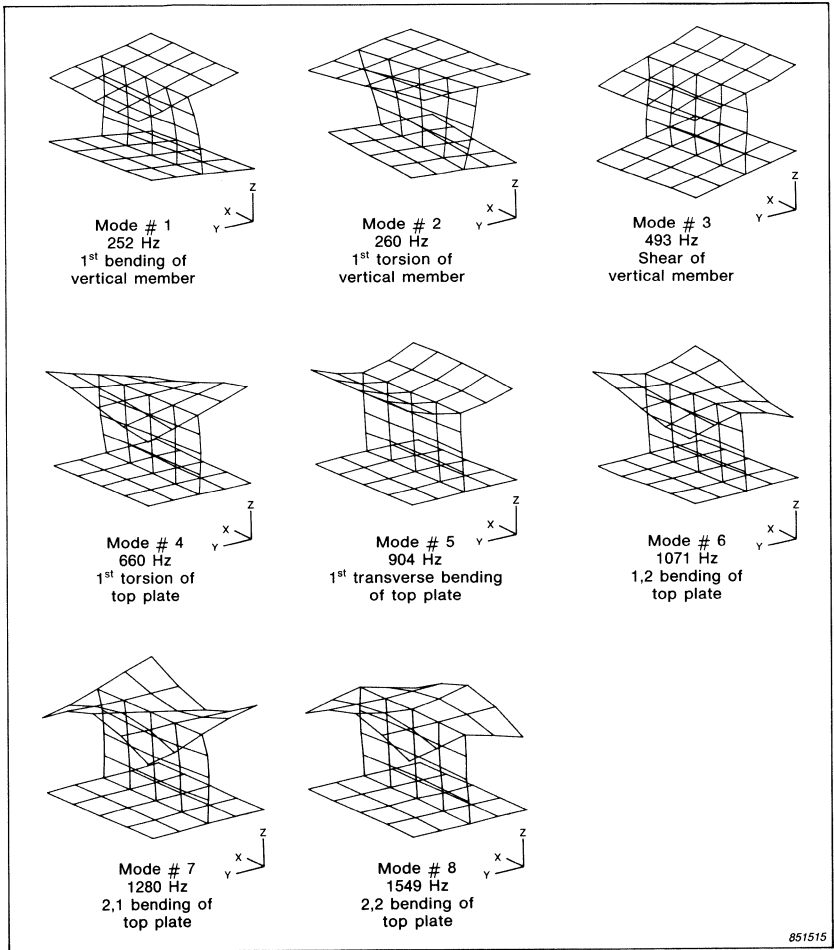 Z
X
Y
Mode # 1
252 Hz
1st bending of
vertical member
Z
X
Y
Mode # 2
260 Hz
1st torsion of
vertical member
Z
X
Y
Mode # 3
493 Hz
Shear of
vertical member
Z
X
Y
Mode # 4
660 Hz
1st torsion of
top plate
Z
X
Y
Mode # 5
904 Hz
1st transverse bending
of top plate
Z
X
Y
Mode # 6
1071 Hz
1,2 bending of
top plate
Z
X
Y
Mode # 7
1280 Hz
2,1 bending of
top plate
Z
X
Y
Mode # 8
1549 Hz
2,2 bending of
top plate
851515